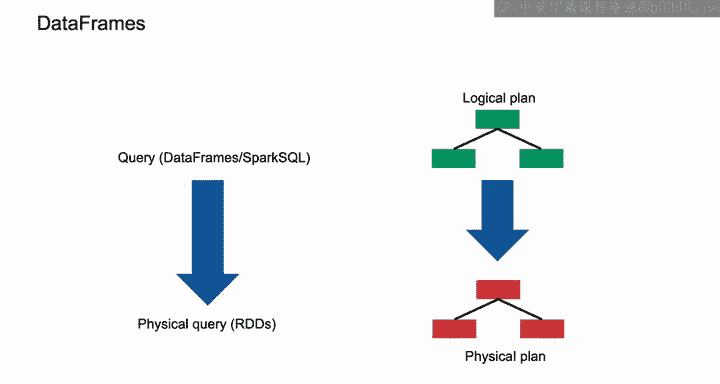 DataFrames
Logical plan
Query (DataFrames/SparkSQL)
Physical query (RDDs)
Physical plan